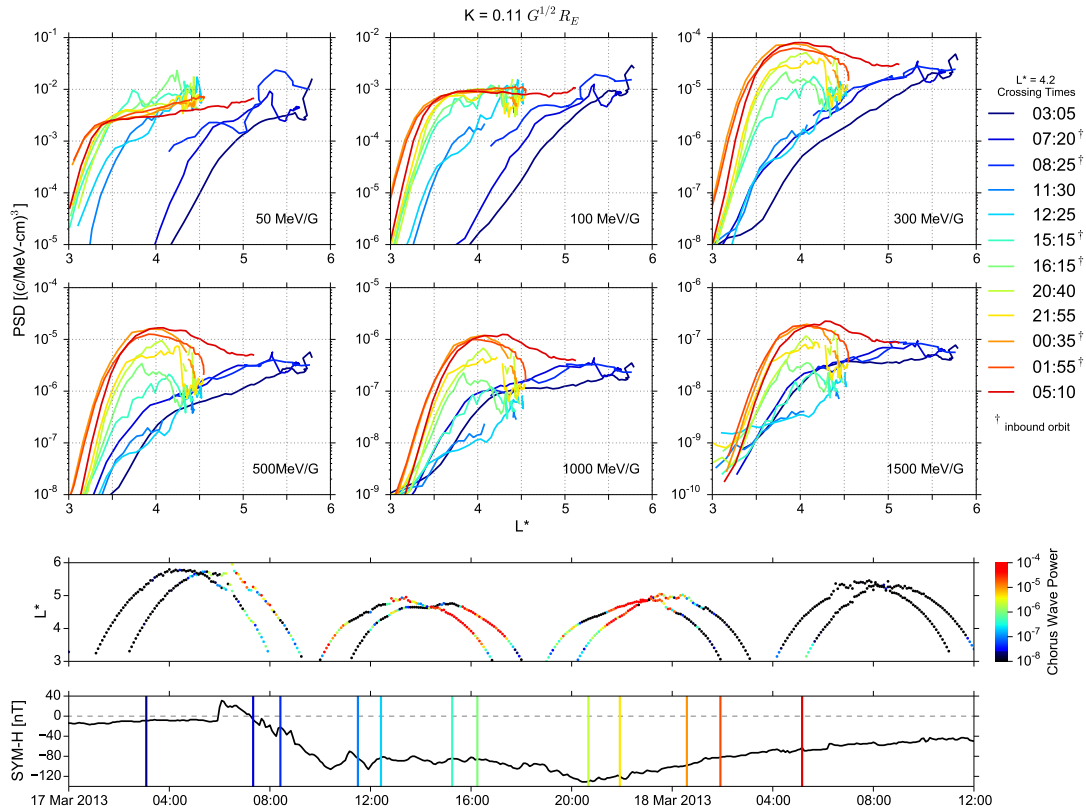 K = 0.11 G^{1/2} R_E
10^{-1}
10^{-2}
10^{-3}
10^{-4}
10^{-5}
3 4 5 6
50 MeV/G
10^{-2}
10^{-3}
10^{-4}
10^{-5}
10^{-6}
3 4 5 6
100 MeV/G
10^{-4}
10^{-5}
10^{-6}
10^{-7}
10^{-8}
3 4 5 6
300 MeV/G
PSD [(c/MeV-cm)^3]
10^{-4}
10^{-5}
10^{-6}
10^{-7}
10^{-8}
3 4 5 6
500MeV/G
10^{-5}
10^{-6}
10^{-7}
10^{-8}
10^{-9}
3 4 5 6
1000 MeV/G
10^{-5}
10^{-6}
10^{-7}
10^{-8}
10^{-9}
10^{-10}
3 4 5 6
1500 MeV/G
L*
L* = 4.2
Crossing Times
03:05
07:20†
08:25†
11:30
12:25
15:15†
16:15†
20:40
21:55
00:35†
01:55†
05:10
† inbound orbit
L*
6
5
4
3
10^{-4}
10^{-5}
10^{-6}
10^{-7}
10^{-8}
Chorus Wave Power
SYM-H [nT]
40
0
−40
−80
−120
17 Mar 2013 04:00 08:00 12:00 16:00 20:00 18 Mar 2013 04:00 08:00 12:00